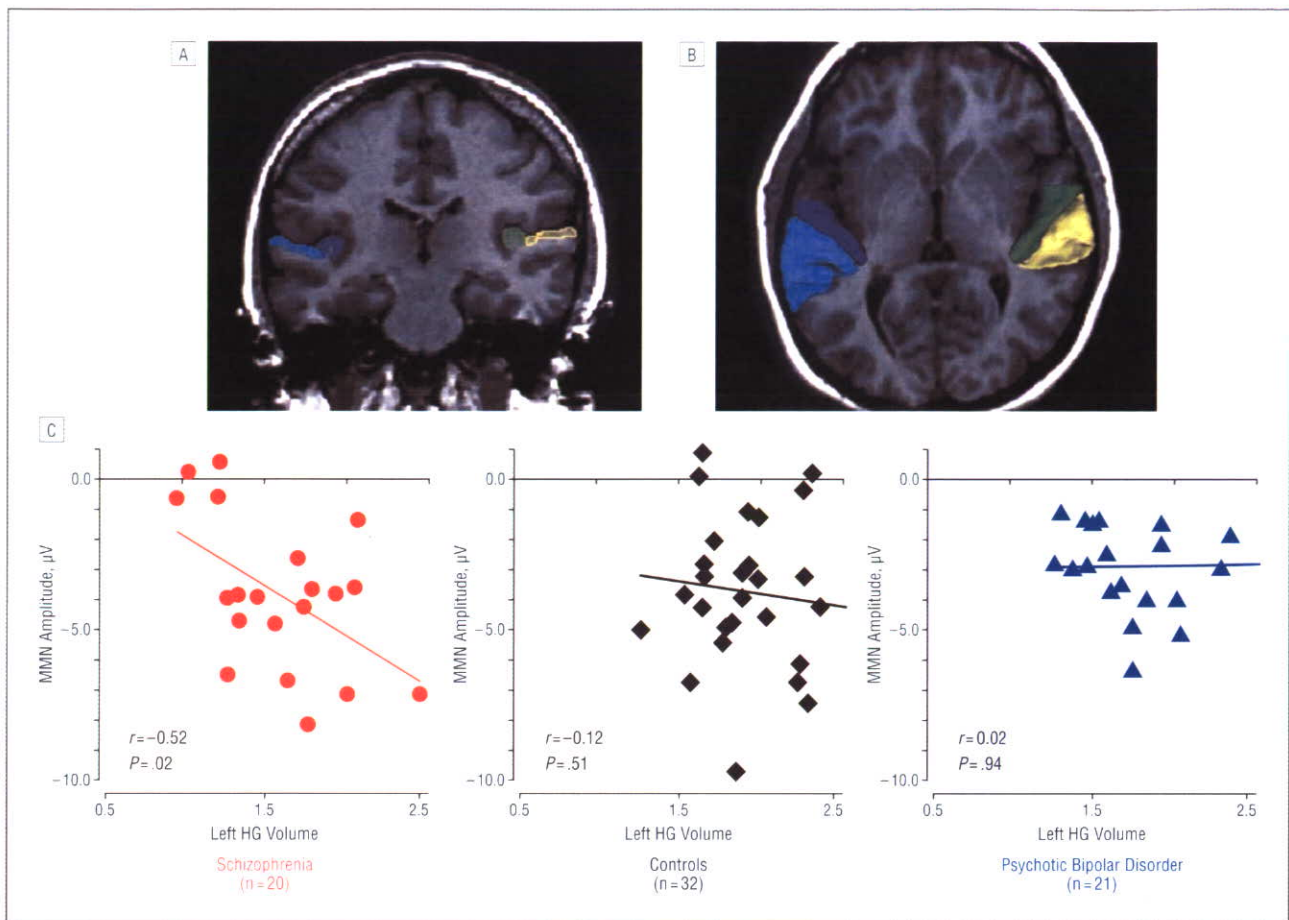 A
B
C
0.0
−5.0
−10.0
MMN Amplitude, μV
r=−0.52
P=.02
0.5
1.5
2.5
Left HG Volume
Schizophrenia
(n=20)
0.0
−5.0
−10.0
MMN Amplitude, μV
r=−0.12
P=.51
0.5
1.5
2.5
Left HG Volume
Controls
(n=32)
0.0
−5.0
−10.0
MMN Amplitude, μV
r=0.02
P=.94
0.5
1.5
2.5
Left HG Volume
Psychotic Bipolar Disorder
(n=21)